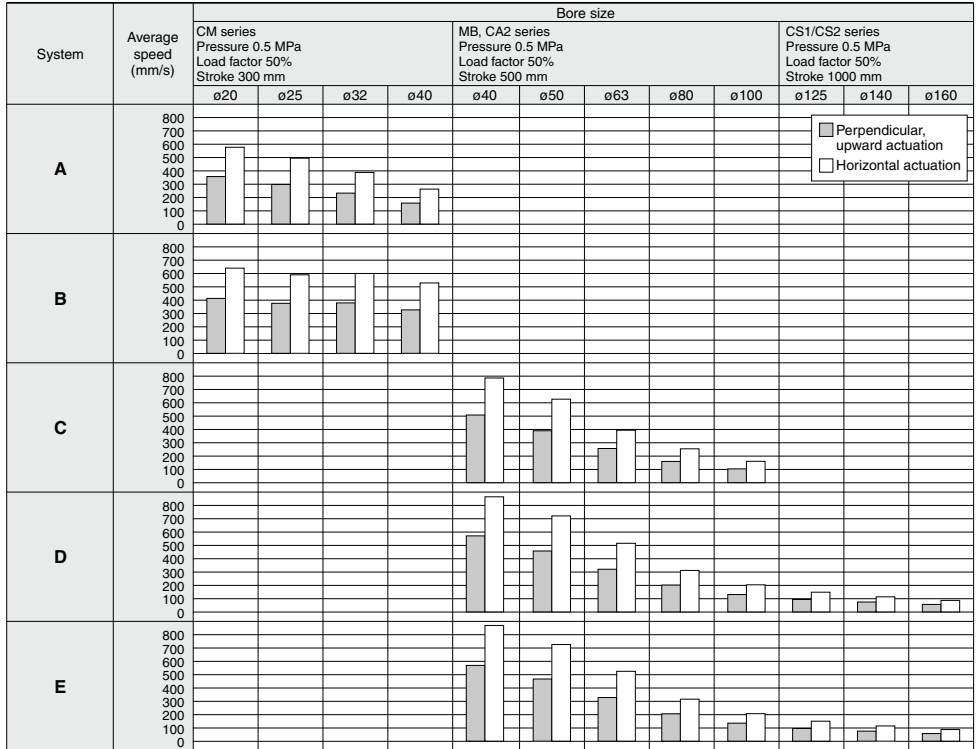 Bore size
System
Average
speed
(mm/s)
CM series
Pressure 0.5 MPa
Load factor 50%
Stroke 300 mm
MB, CA2 series
Pressure 0.5 MPa
Load factor 50%
Stroke 500 mm
CS1/CS2 series
Pressure 0.5 MPa
Load factor 50%
Stroke 1000 mm
ø20 ø25 ø32 ø40 ø40 ø50 ø63 ø80 ø100 ø125 ø140 ø160
Perpendicular,
upward actuation
Horizontal actuation
A
800
700
600
500
400
300
200
100
0
B
800
700
600
500
400
300
200
100
0
C
800
700
600
500
400
300
200
100
0
D
800
700
600
500
400
300
200
100
0
E
800
700
600
500
400
300
200
100
0